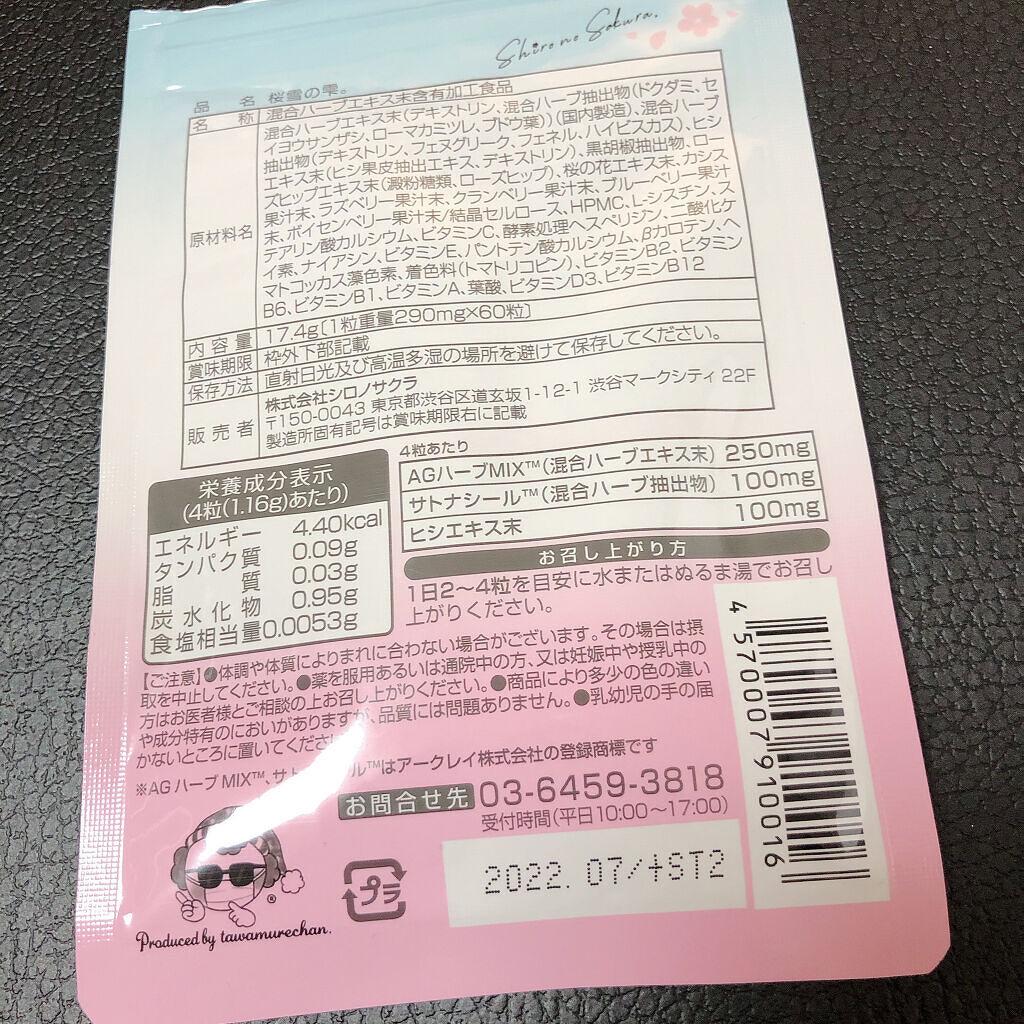 Shirono Sakura.
品名 桜雪の雫。
名称 混合ハーブエキス末含有加工食品
原材料名
混合ハーブエキス末(デキストリン、混合ハーブ抽出物(ドクダミ、セ
イヨウサンザシ、ローマカミツレ、ブドウ葉))(国内製造)、混合ハーブ
抽出物(デキストリン、フェヌグリーク、フェネル、ハイビスカス)、ヒシ
エキス末(ヒシ果皮抽出エキス、デキストリン)、黒胡椒抽出物、ロー
ズヒップエキス末(澱粉糖類、ローズヒップ)、桜の花エキス末、カシス
果汁末、ラズベリー果汁末、クランベリー果汁末、ブルーベリー果汁
末、ボイセンベリー果汁末/結晶セルロース、HPMC、L-シスチン、ス
テアリン酸カルシウム、ビタミンC、酵素処理ヘスペリジン、二酸化ケ
イ素、ナイアシン、ビタミンE、パントテン酸カルシウム、βカロテン、ヘ
マトコッカス藻色素、着色料(トマトリコピン)、ビタミンB2、ビタミン
B6、ビタミンB1、ビタミンA、葉酸、ビタミンD3、ビタミンB12
内容量 17.4g〔1粒重量290mg×60粒〕
賞味期限 枠外下部記載
保存方法 直射日光及び高温多湿の場所を避けて保存してください。
販売者
株式会社シロノサクラ
〒150-0043 東京都渋谷区道玄坂1-12-1 渋谷マークシティ 22F
製造所固有記号は賞味期限右に記載
栄養成分表示
(4粒(1.16g)あたり)
エネルギー 4.40kcal
タンパク質 0.09g
脂質 0.03g
炭水化物 0.95g
食塩相当量 0.0053g
4粒あたり
AGハーブMIX™(混合ハーブエキス末) 250mg
サトナシール™(混合ハーブ抽出物) 100mg
ヒシエキス末 100mg
お召し上がり方
1日2〜4粒を目安に水またはぬるま湯でお召し
上がりください。
【ご注意】●体調や体質によりまれに合わない場合がございます。その場合は摂
取を中止してください。●薬を服用あるいは通院中の方、又は妊娠中や授乳中の
方はお医者様とご相談の上お召し上がりください。●商品により多少の色の違い
や成分特有のにおいがありますが、品質には問題ありません。●乳幼児の手の届
かないところに置いてくださ
※AGハーブMIX™、サト ル™はアークレイ株式会社の登録商標です
お問合せ先 03-6459-3818
受付時間(平日10:00〜17:00)
4 570007 910016
2022.07/+ST2
プラ
®
Produced by tawamurechan.